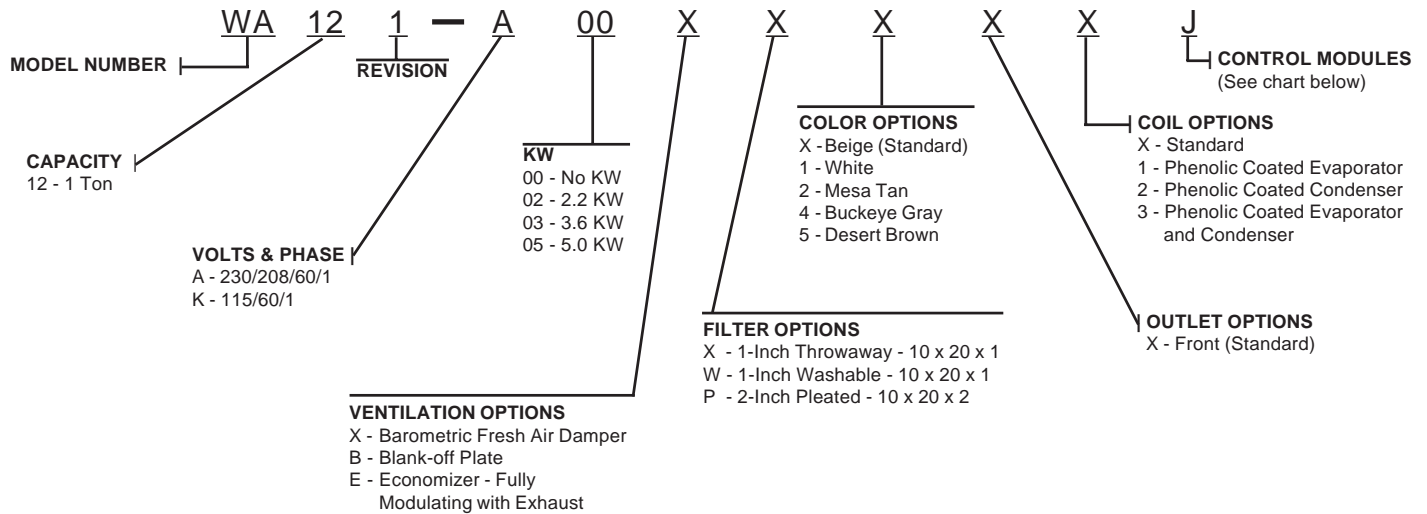 WA 12 1 – A 00 X X X X X J
MODEL NUMBER
REVISION
CONTROL MODULES
(See chart below)
CAPACITY
12 - 1 Ton
VOLTS & PHASE
A - 230/208/60/1
K - 115/60/1
KW
00 - No KW
02 - 2.2 KW
03 - 3.6 KW
05 - 5.0 KW
COLOR OPTIONS
X - Beige (Standard)
1 - White
2 - Mesa Tan
4 - Buckeye Gray
5 - Desert Brown
COIL OPTIONS
X - Standard
1 - Phenolic Coated Evaporator
2 - Phenolic Coated Condenser
3 - Phenolic Coated Evaporator
and Condenser
VENTILATION OPTIONS
X - Barometric Fresh Air Damper
B - Blank-off Plate
E - Economizer - Fully
Modulating with Exhaust
FILTER OPTIONS
X - 1-Inch Throwaway - 10 x 20 x 1
W - 1-Inch Washable - 10 x 20 x 1
P - 2-Inch Pleated - 10 x 20 x 2
OUTLET OPTIONS
X - Front (Standard)